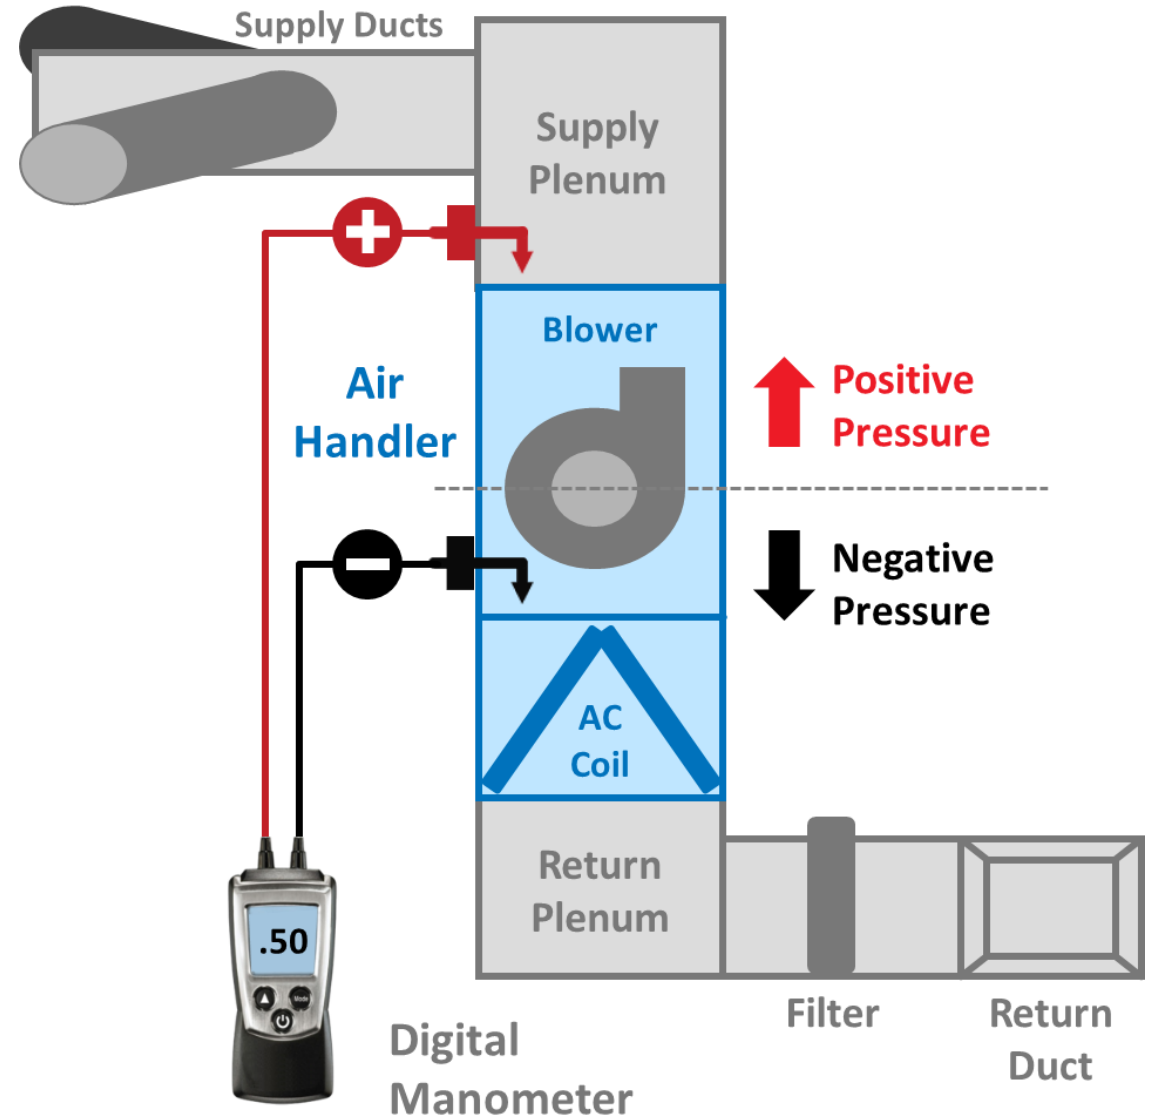 Supply Ducts
Supply
Plenum
Blower
Air
Handler
Positive
Pressure
Negative
Pressure
AC
Coil
Return
Plenum
.50
Mode
Filter
Return
Duct
Digital
Manometer